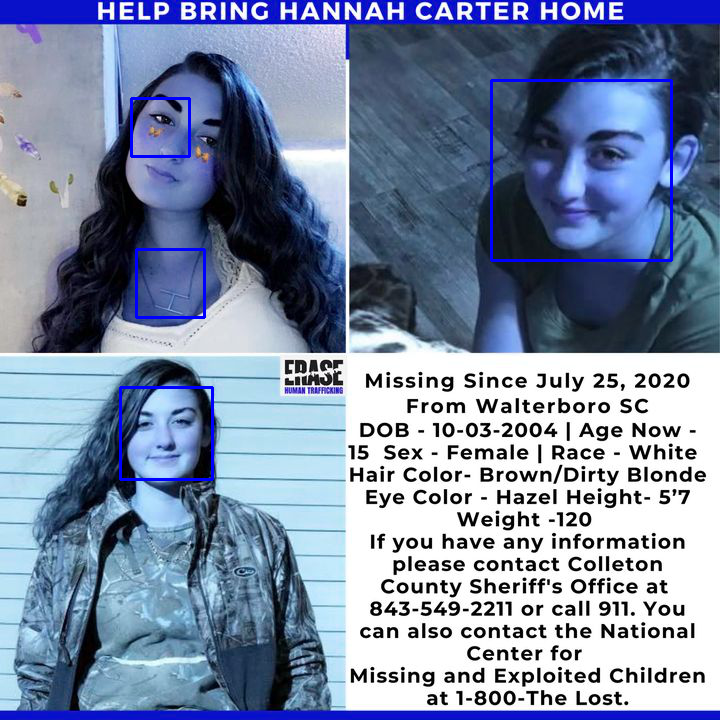 HELP BRING HANNAH CARTER HOME
H
ERASE
HUMAN TRAFFICKING
Missing Since July 25, 2020
From Walterboro SC
DOB - 10-03-2004 | Age Now -
15 Sex - Female | Race - White
Hair Color- Brown/Dirty Blonde
Eye Color - Hazel Height- 5’7
Weight -120
If you have any information
please contact Colleton
County Sheriff's Office at
843-549-2211 or call 911. You
can also contact the National
Center for
Missing and Exploited Children
at 1-800-The Lost.